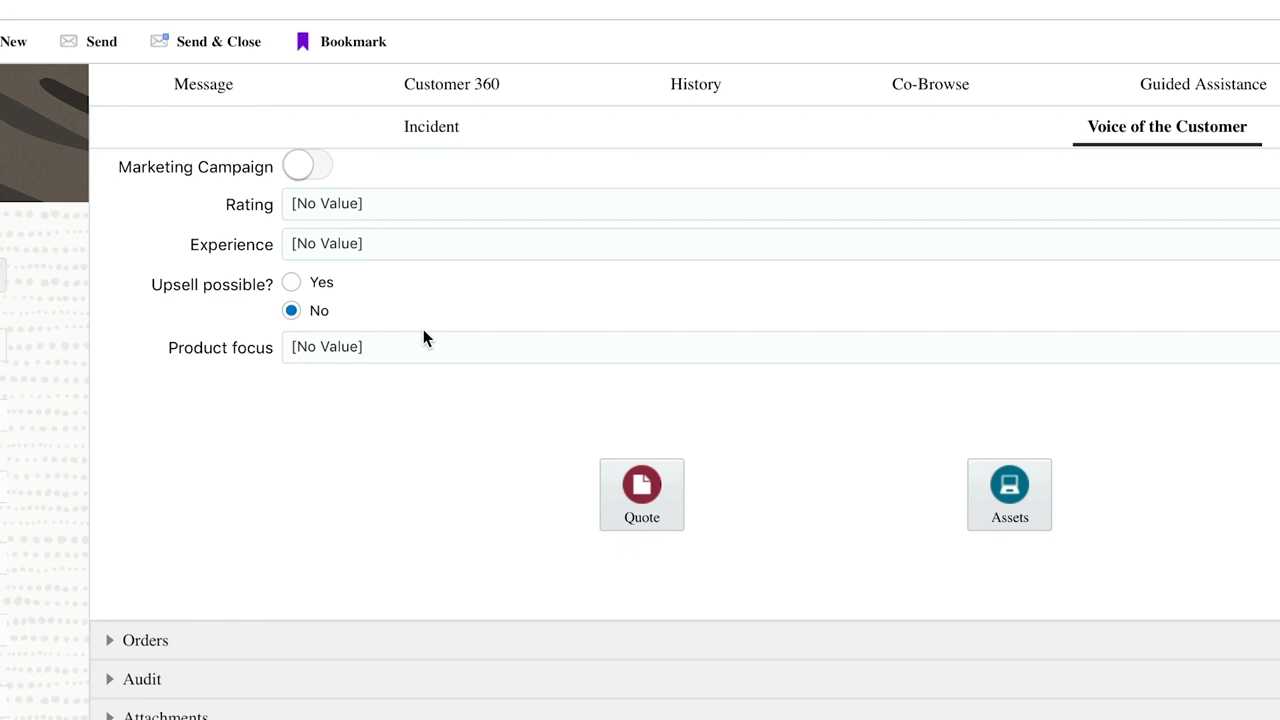 New Send Send & Close Bookmark
Message Customer 360 History Co-Browse Guided Assistance
Incident Voice of the Customer
Marketing Campaign
Rating [No Value]
Experience [No Value]
Upsell possible? Yes
No
Product focus [No Value]
Quote Assets
Orders
Audit
Attachments